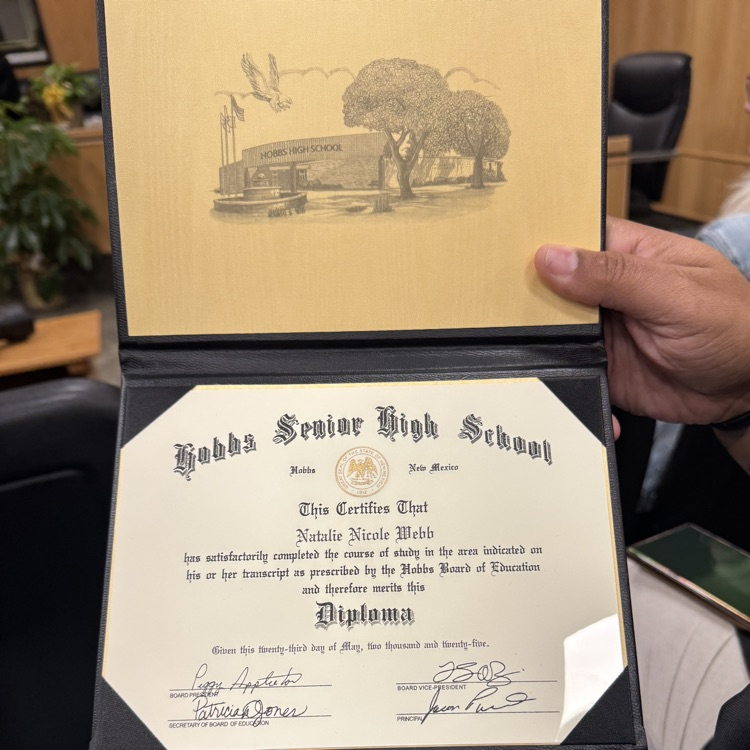 HOBBS HIGH SCHOOL
Hobbs Senior High School
Hobbs New Mexico
This Certifies That
Natalie Nicole Webb
has satisfactorily completed the course of study in the area indicated on
his or her transcript as prescribed by the Hobbs Board of Education
and therefore merits this
Diploma
Given this twenty-third day of May, two thousand and twenty-five.
Peggy Appleton
BOARD PRESIDENT
BOARD VICE-PRESIDENT
Patricia Jones
SECRETARY OF BOARD OF EDUCATION
PRINCIPAL